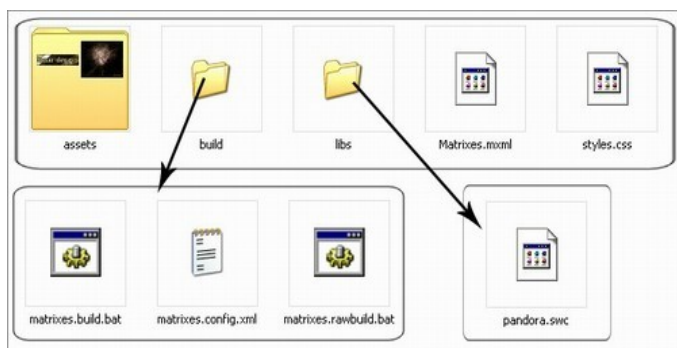 assets
build
libs
Matrixes.mxml
styles.css
matrixes.build.bat
matrixes.config.xml
matrixes.rawbuild.bat
pandora.swc